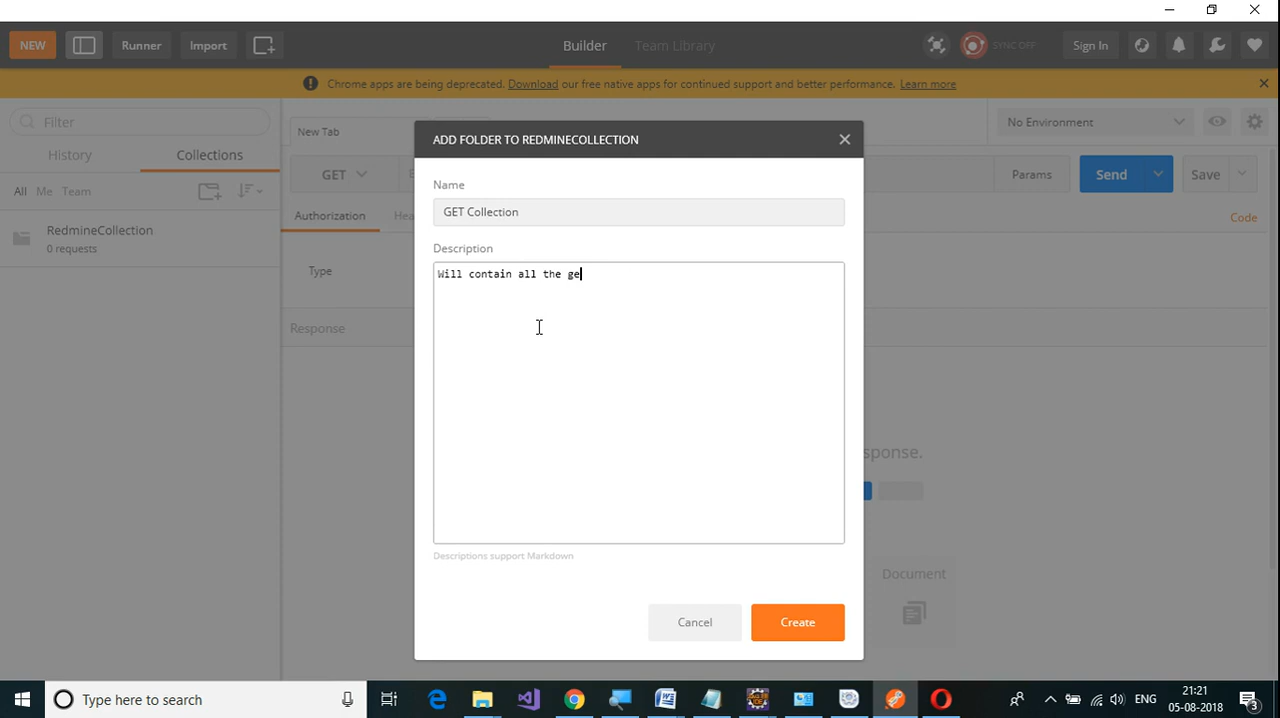 NEW
Runner
Import
Builder
Team Library
SYNC OFF
Sign In
Chrome apps are being deprecated. Download our free native apps for continued support and better performance. Learn more
Filter
History
Collections
All Me Team
RedmineCollection
0 requests
New Tab
No Environment
GET
Params
Send
Save
Authorization
Hea
Code
Type
Response
sponse.
Document
ADD FOLDER TO REDMINECOLLECTION
Name
GET Collection
Description
Will contain all the ge
Descriptions support Markdown
Cancel
Create
Type here to search
ENG
21:21
05-08-2018
3